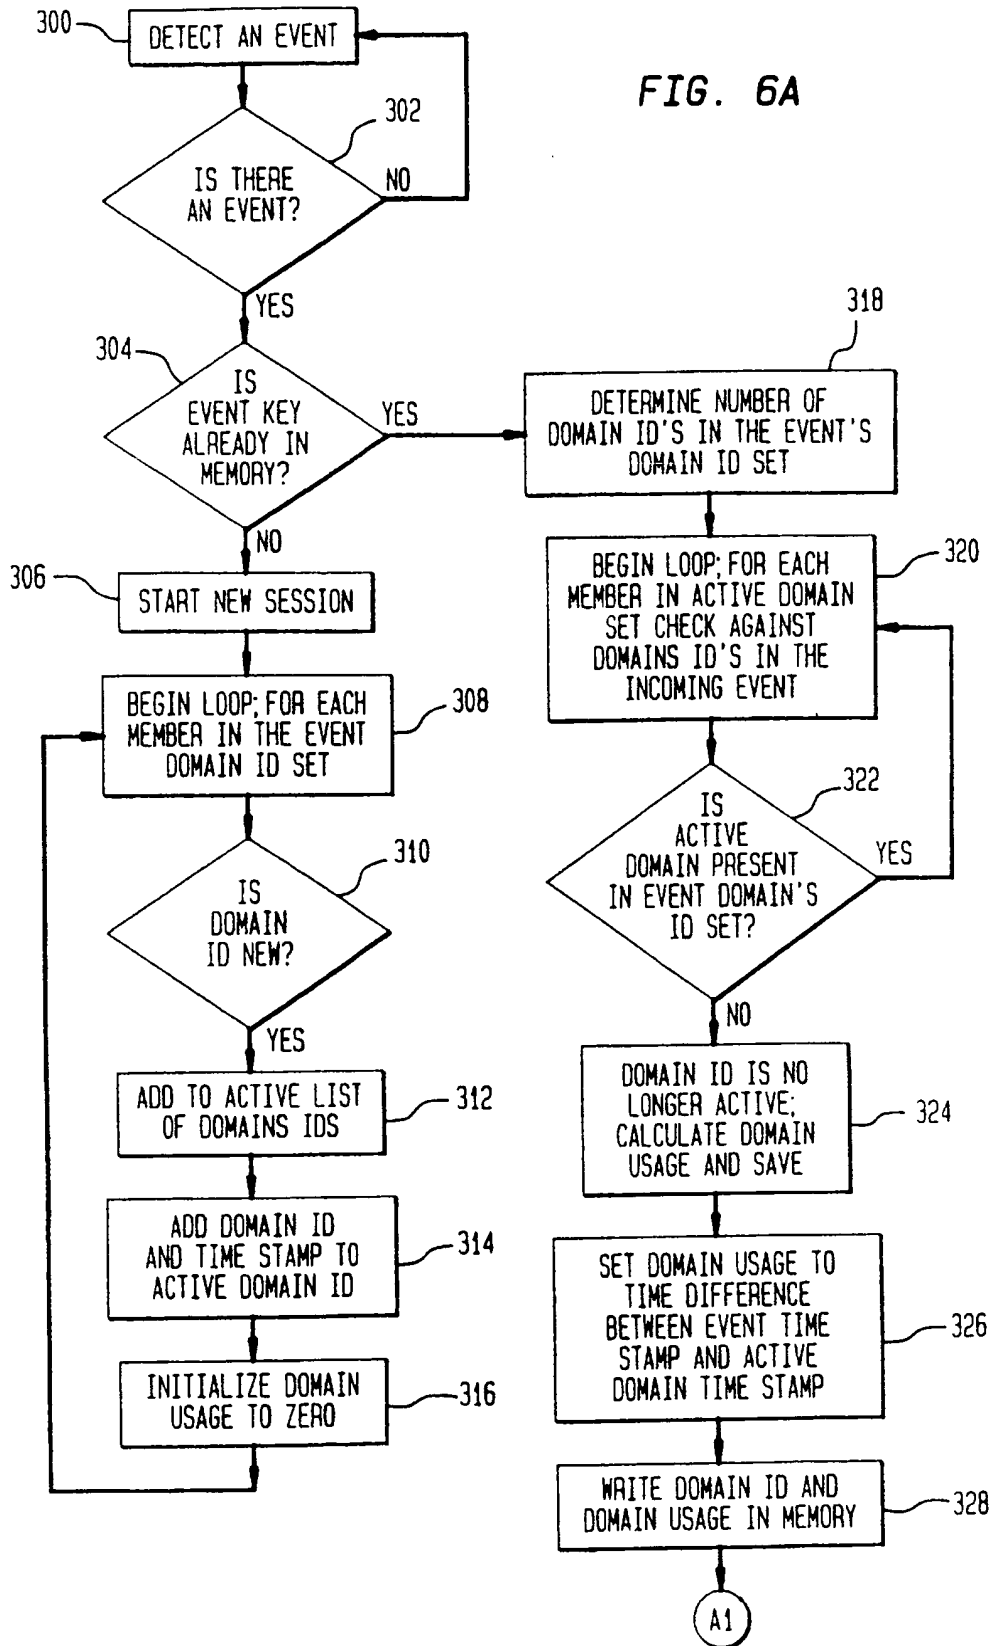 FIG. 6A
300
DETECT AN EVENT
302
IS THERE
AN EVENT?
NO
YES
304
IS
EVENT KEY
ALREADY IN
MEMORY?
YES
NO
306
START NEW SESSION
308
BEGIN LOOP; FOR EACH
MEMBER IN THE EVENT
DOMAIN ID SET
310
IS
DOMAIN
ID NEW?
YES
312
ADD TO ACTIVE LIST
OF DOMAINS IDS
314
ADD DOMAIN ID
AND TIME STAMP TO
ACTIVE DOMAIN ID
316
INITIALIZE DOMAIN
USAGE TO ZERO
318
DETERMINE NUMBER OF
DOMAIN ID'S IN THE EVENT'S
DOMAIN ID SET
320
BEGIN LOOP; FOR EACH
MEMBER IN ACTIVE DOMAIN
SET CHECK AGAINST
DOMAINS ID'S IN THE
INCOMING EVENT
322
IS
ACTIVE
DOMAIN PRESENT
IN EVENT DOMAIN'S
ID SET?
YES
NO
324
DOMAIN ID IS NO
LONGER ACTIVE;
CALCULATE DOMAIN
USAGE AND SAVE
326
SET DOMAIN USAGE TO
TIME DIFFERENCE
BETWEEN EVENT TIME
STAMP AND ACTIVE
DOMAIN TIME STAMP
328
WRITE DOMAIN ID AND
DOMAIN USAGE IN MEMORY
A1